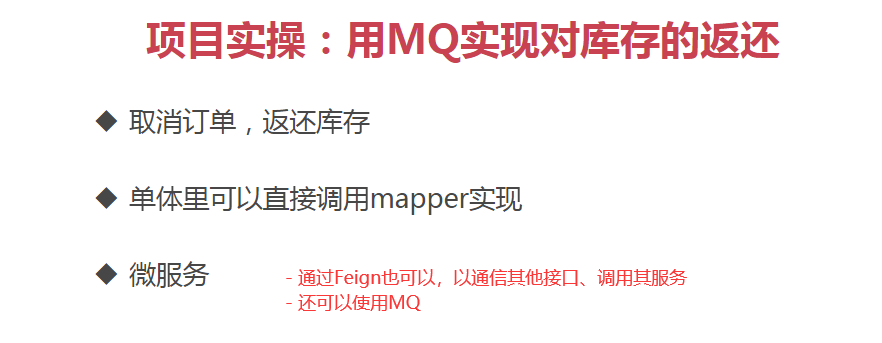 项目实操：用MQ实现对库存的返还
◆ 取消订单，返还库存
◆ 单体里可以直接调用mapper实现
◆ 微服务
- 通过Feign也可以，以通信其他接口、调用其服务
- 还可以使用MQ